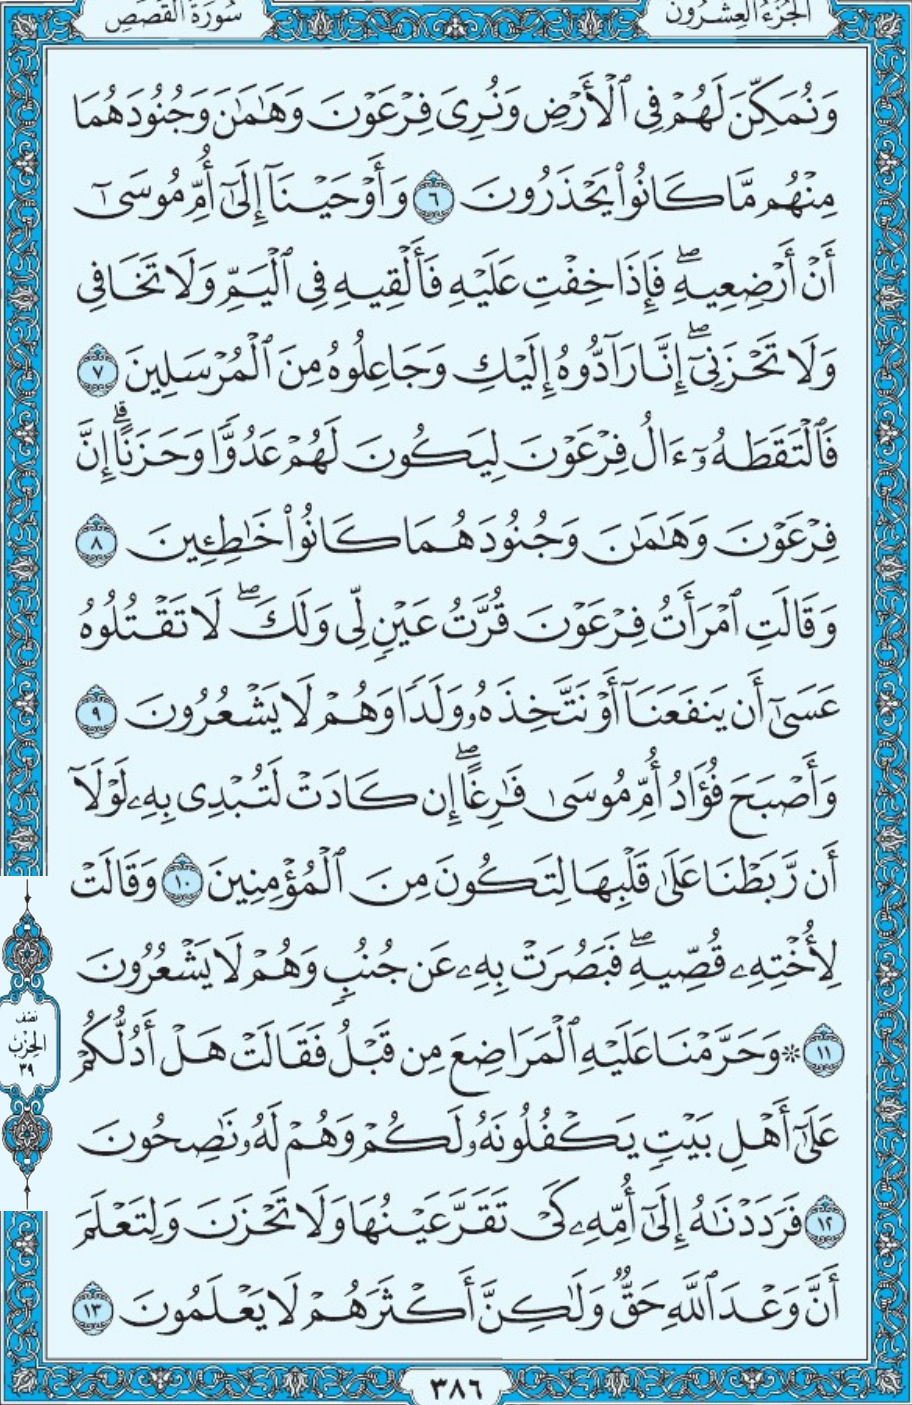 سُورَةُ القَصَصِ
الجُزْءُ العِشْرُونَ
وَنُمَكِّنَ لَهُمْ فِي ٱلْأَرْضِ وَنُرِيَ فِرْعَوْنَ وَهَٰمَٰنَ وَجُنُودَهُمَا
مِنْهُم مَّا كَانُوا۟ يَحْذَرُونَ ٦ وَأَوْحَيْنَآ إِلَىٰٓ أُمِّ مُوسَىٰٓ
أَنْ أَرْضِعِيهِ ۖ فَإِذَا خِفْتِ عَلَيْهِ فَأَلْقِيهِ فِي ٱلْيَمِّ وَلَا تَخَافِي
وَلَا تَحْزَنِيٓ ۖ إِنَّا رَآدُّوهُ إِلَيْكِ وَجَاعِلُوهُ مِنَ ٱلْمُرْسَلِينَ ٧
فَٱلْتَقَطَهُۥٓ ءَالُ فِرْعَوْنَ لِيَكُونَ لَهُمْ عَدُوًّا وَحَزَنًا ۗ إِنَّ
فِرْعَوْنَ وَهَٰمَٰنَ وَجُنُودَهُمَا كَانُوا۟ خَٰطِـِٔينَ ٨
وَقَالَتِ ٱمْرَأَتُ فِرْعَوْنَ قُرَّتُ عَيْنٍ لِّي وَلَكَ ۖ لَا تَقْتُلُوهُ
عَسَىٰٓ أَن يَنفَعَنَآ أَوْ نَتَّخِذَهُۥ وَلَدًا وَهُمْ لَا يَشْعُرُونَ ٩
وَأَصْبَحَ فُؤَادُ أُمِّ مُوسَىٰ فَٰرِغًا ۖ إِن كَادَتْ لَتُبْدِي بِهِۦ لَوْلَآ
أَن رَّبَطْنَا عَلَىٰ قَلْبِهَا لِتَكُونَ مِنَ ٱلْمُؤْمِنِينَ ١٠ وَقَالَتْ
لِأُخْتِهِۦ قُصِّيهِ ۖ فَبَصُرَتْ بِهِۦ عَن جُنُبٍ وَهُمْ لَا يَشْعُرُونَ
١١ ۞ وَحَرَّمْنَا عَلَيْهِ ٱلْمَرَاضِعَ مِن قَبْلُ فَقَالَتْ هَلْ أَدُلُّكُمْ
عَلَىٰٓ أَهْلِ بَيْتٍ يَكْفُلُونَهُۥ لَكُمْ وَهُمْ لَهُۥ نَٰصِحُونَ
١٢ فَرَدَدْنَٰهُ إِلَىٰٓ أُمِّهِۦ كَيْ تَقَرَّ عَيْنُهَا وَلَا تَحْزَنَ وَلِتَعْلَمَ
أَنَّ وَعْدَ ٱللَّهِ حَقٌّ وَلَٰكِنَّ أَكْثَرَهُمْ لَا يَعْلَمُونَ ١٣
نصف
الحِزْب
٣٩
٣٨٦